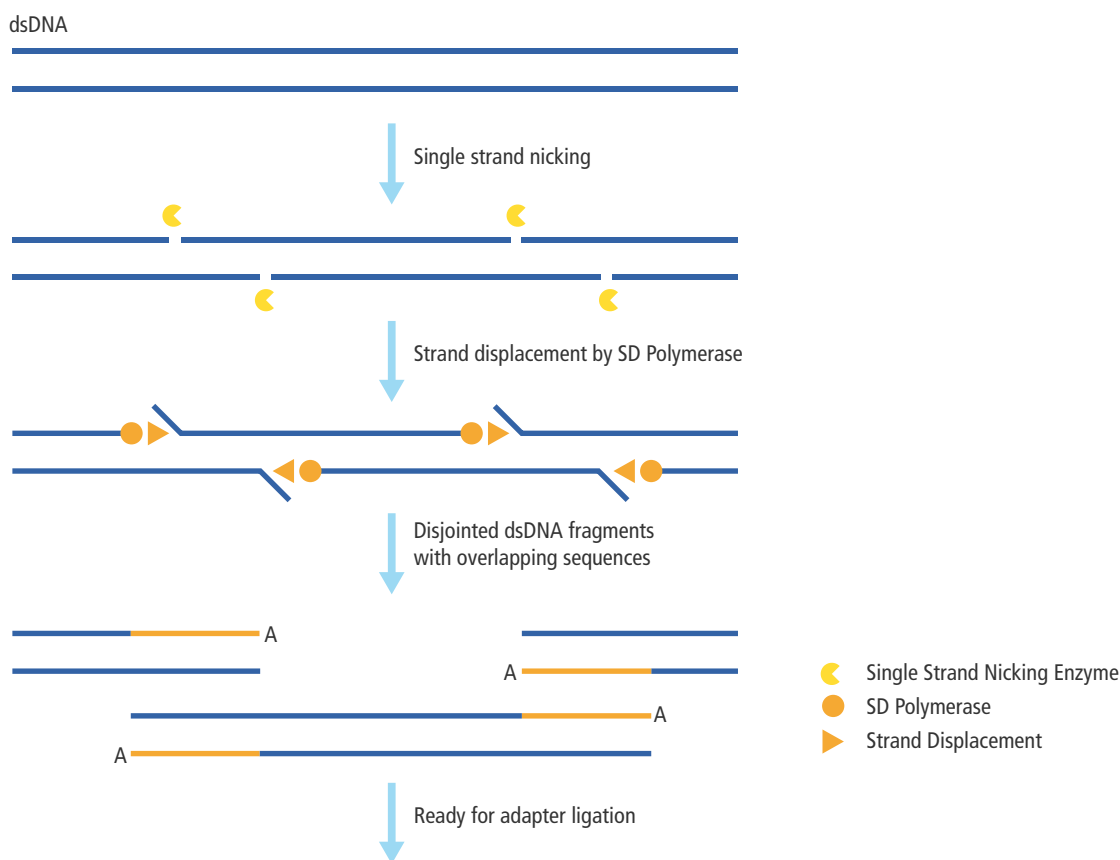 dsDNA
Single strand nicking
Strand displacement by SD Polymerase
Disjointed dsDNA fragments
with overlapping sequences
A
A
A
A
Single Strand Nicking Enzyme
SD Polymerase
Strand Displacement
Ready for adapter ligation